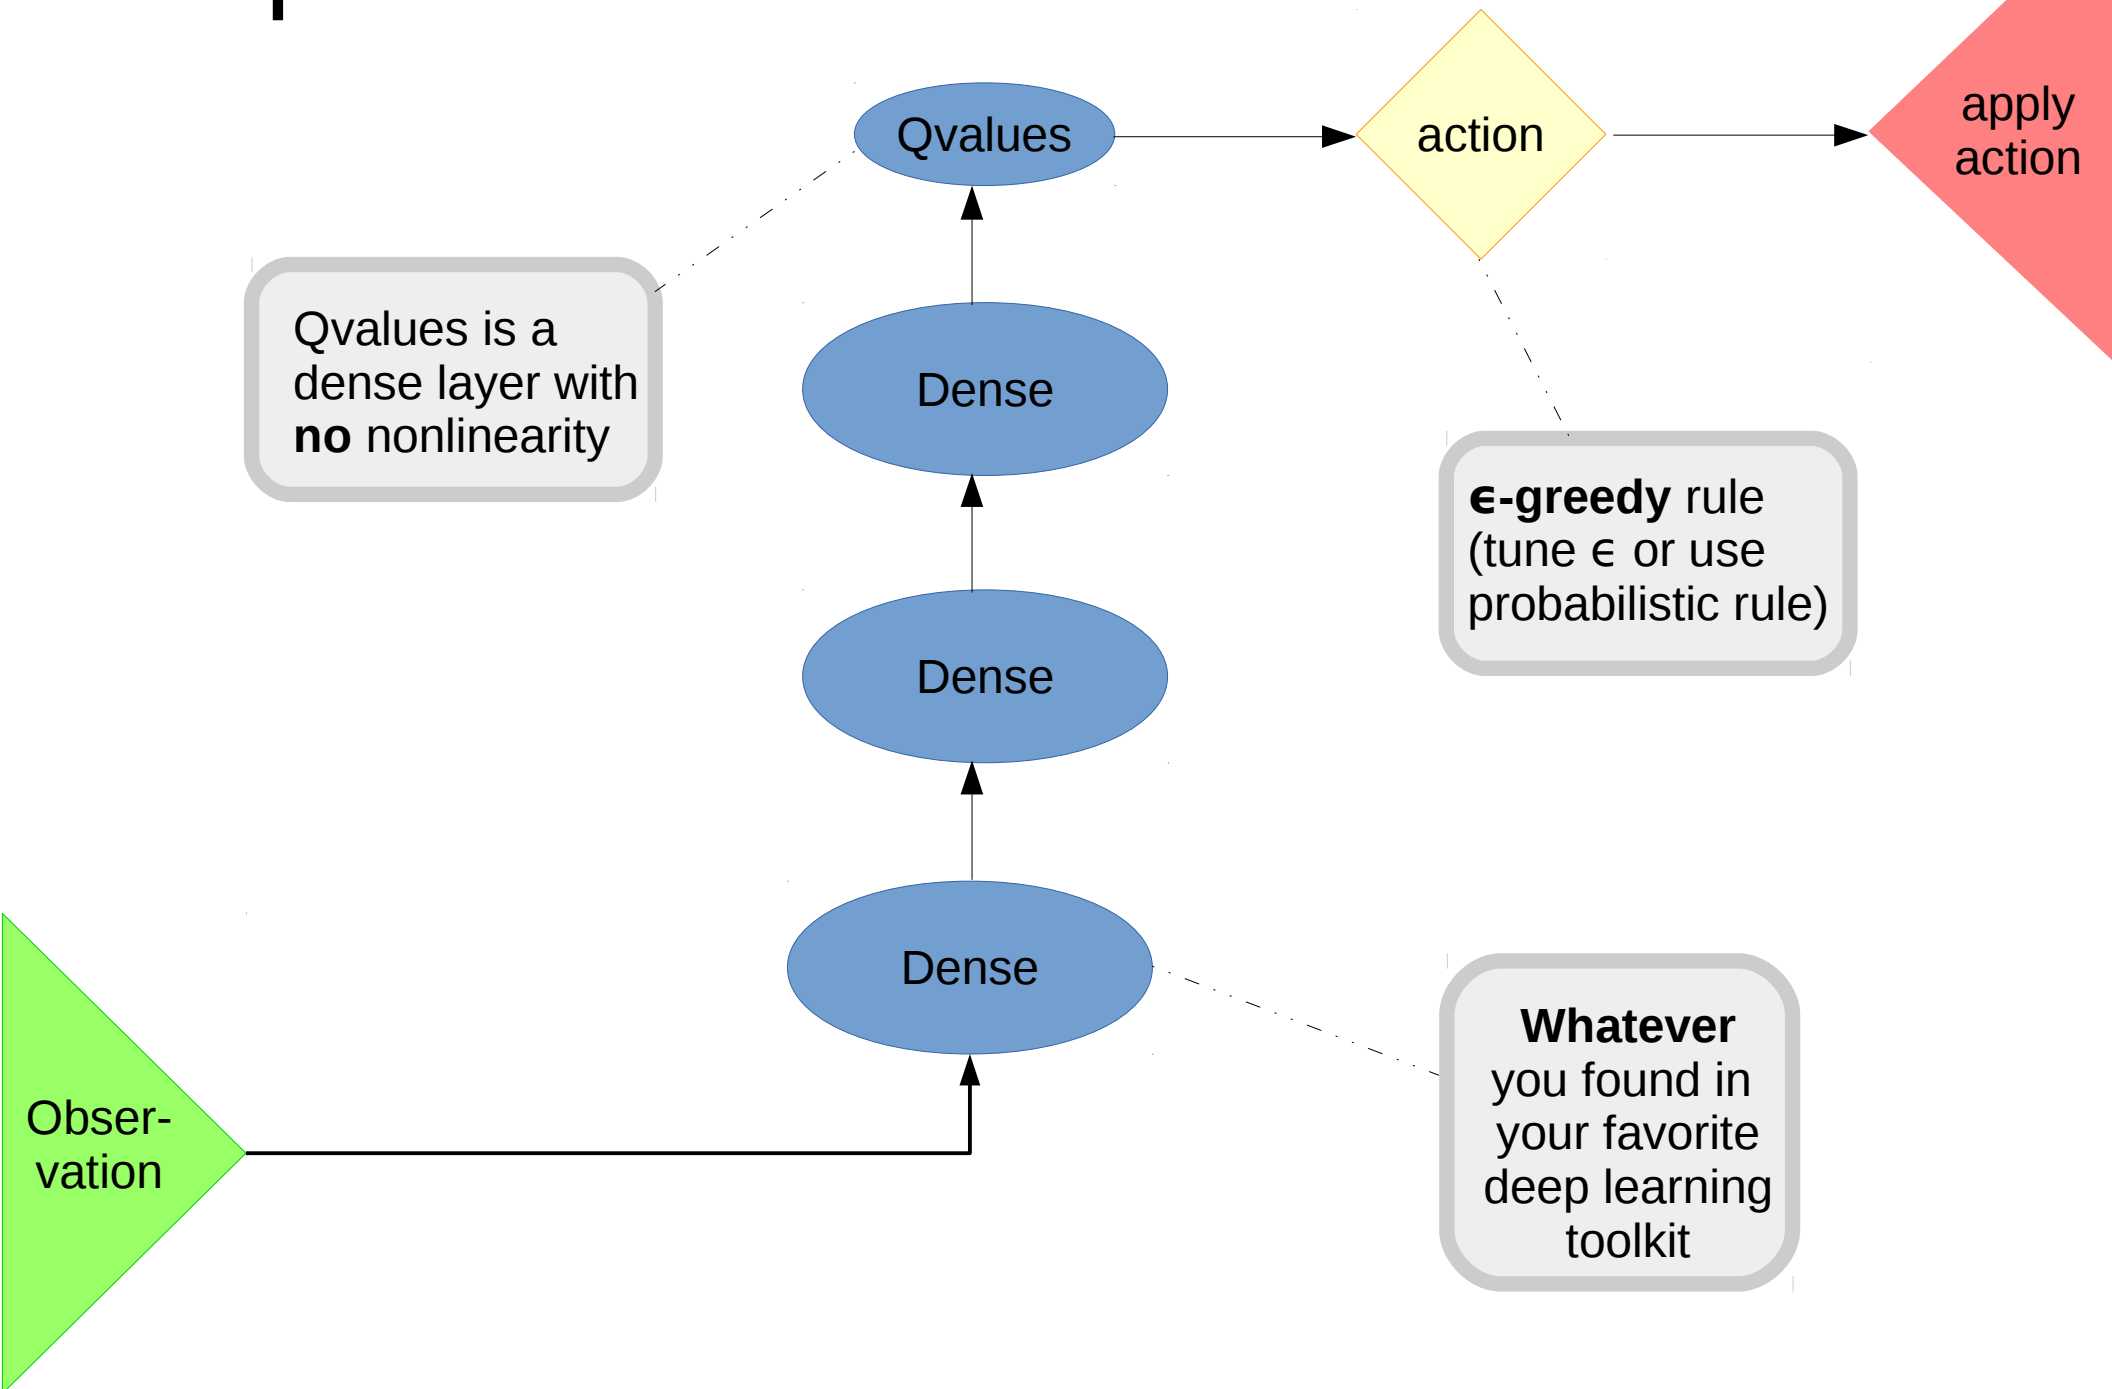 Qvalues
action
apply
action
Qvalues is a
dense layer with
no nonlinearity
Dense
ϵ-greedy rule
(tune ϵ or use
probabilistic rule)
Dense
Dense
Obser-
vation
Whatever
you found in
your favorite
deep learning
toolkit